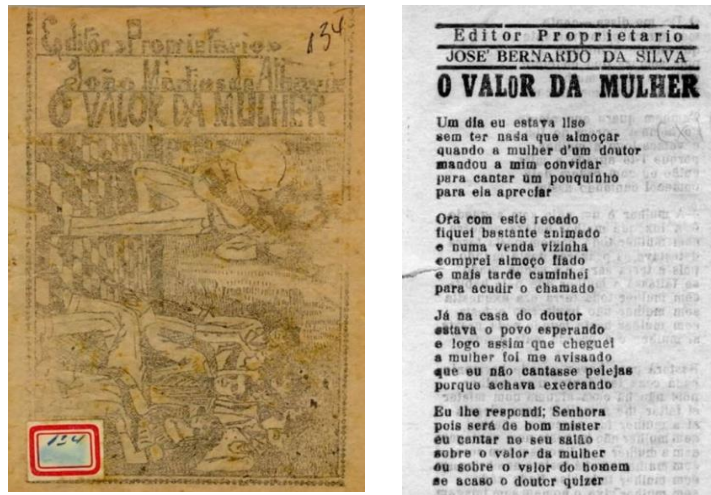 134
Editor Proprietario
João Mendes de Albuquerque
O VALOR DA MULHER
134
Editor Proprietario
JOSE' BERNARDO DA SILVA
O VALOR DA MULHER
Um dia eu estava liso
sem ter nada que almoçar
quando a mulher d'um doutor
mandou a mim convidar
para cantar um pouquinho
para ela apreciar
Ora com este recado
fiquei bastante animado
e numa venda vizinha
comprei almoço fiado
e mais tarde caminhei
para acudir o chamado
Já na casa do doutor
estava o povo esperando
e logo assim que cheguei
a mulher foi me avisando
que eu não cantasse pelejas
porque achava execrando
Eu lhe respondi; Senhora
pois será de bom mister
eu cantar no seu salão
sobre o valor da mulher
ou sobre o valor do homem
se acaso o doutor quizér